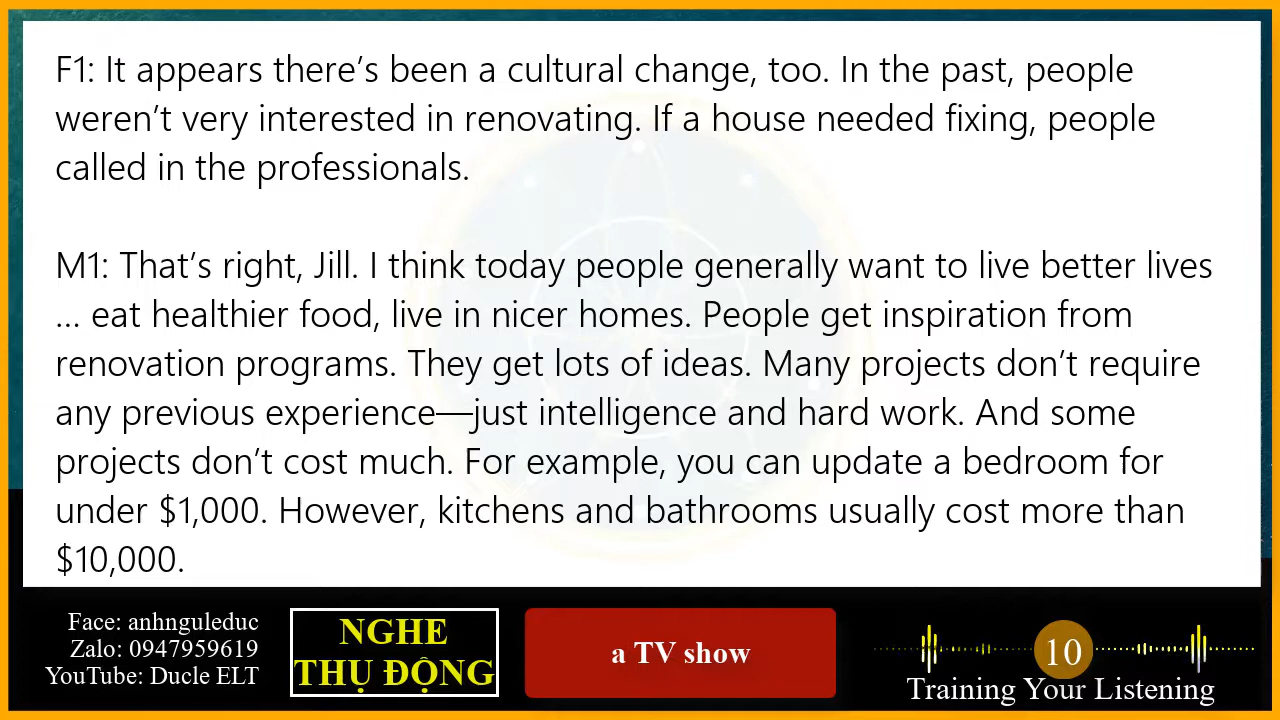 F1: It appears there’s been a cultural change, too. In the past, people
weren’t very interested in renovating. If a house needed fixing, people
called in the professionals.
M1: That’s right, Jill. I think today people generally want to live better lives
... eat healthier food, live in nicer homes. People get inspiration from
renovation programs. They get lots of ideas. Many projects don’t require
any previous experience—just intelligence and hard work. And some
projects don’t cost much. For example, you can update a bedroom for
under $1,000. However, kitchens and bathrooms usually cost more than
$10,000.
Face: anhnguleduc
Zalo: 0947959619
YouTube: Ducle ELT
NGHE
THỤ ĐỘNG
a TV show
10
Training Your Listening